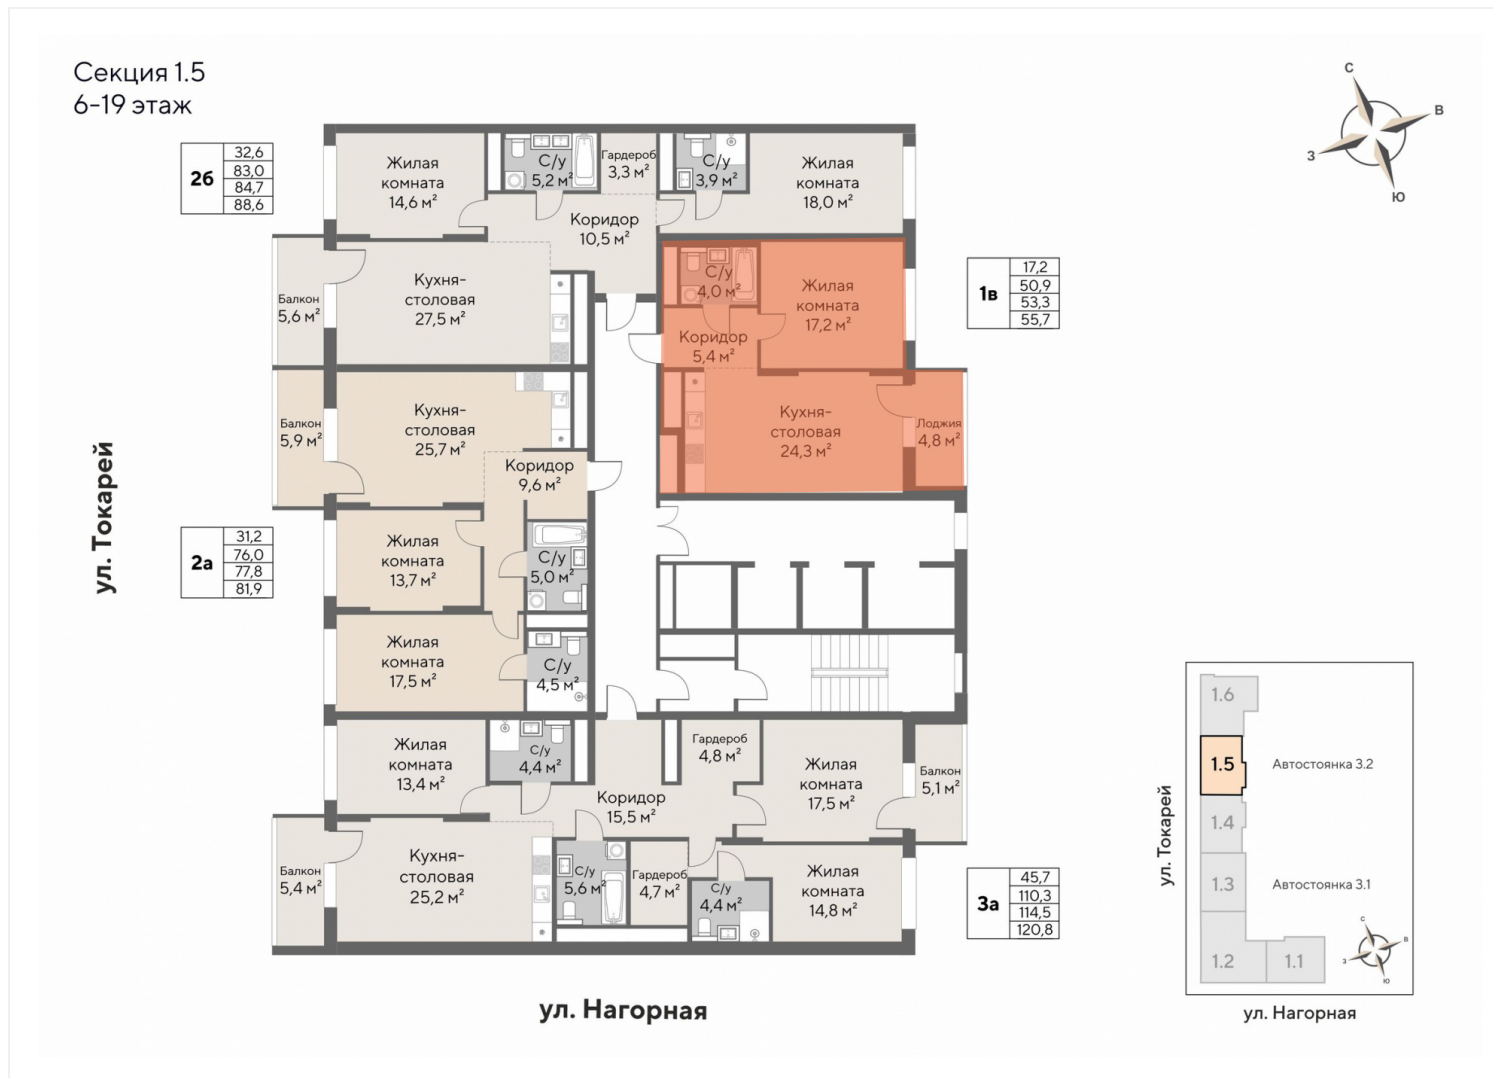 Секция 1.5
6-19 этаж
С
В
З
Ю
2б
32,6
83,0
84,7
88,6
Жилая
комната
14,6 м²
С/у
5,2 м²
Гардероб
3,3 м²
С/у
3,9 м²
Жилая
комната
18,0 м²
Коридор
10,5 м²
Балкон
5,6 м²
Кухня-
столовая
27,5 м²
С/у
4,0 м²
Жилая
комната
17,2 м²
Коридор
5,4 м²
1в
17,2
50,9
53,3
55,7
Балкон
5,9 м²
Кухня-
столовая
25,7 м²
Коридор
9,6 м²
Кухня-
столовая
24,3 м²
Лоджия
4,8 м²
ул. Токарей
2а
31,2
76,0
77,8
81,9
Жилая
комната
13,7 м²
С/у
5,0 м²
Жилая
комната
17,5 м²
С/у
4,5 м²
Жилая
комната
13,4 м²
С/у
4,4 м²
Гардероб
4,8 м²
Жилая
комната
17,5 м²
Балкон
5,1 м²
Коридор
15,5 м²
Балкон
5,4 м²
Кухня-
столовая
25,2 м²
С/у
5,6 м²
Гардероб
4,7 м²
С/у
4,4 м²
Жилая
комната
14,8 м²
3а
45,7
110,3
114,5
120,8
ул. Нагорная
1.6
1.5
Автостоянка 3.2
1.4
1.3
Автостоянка 3.1
1.2
1.1
С
В
З
Ю
ул. Токарей
ул. Нагорная